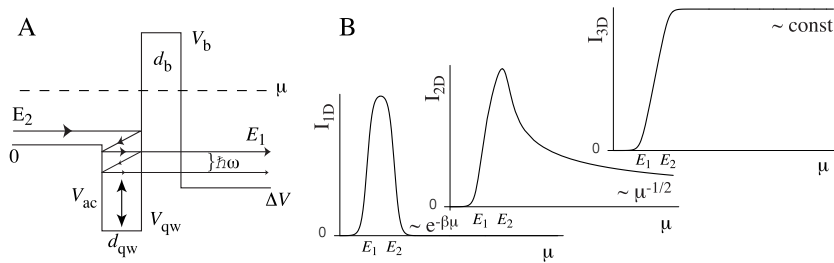 A
V_b
d_b
μ
E_2
E_1
0
}ħω
V_ac
ΔV
V_qw
d_qw
B
I_1D
0
E_1 E_2
~ e^-βμ
μ
I_2D
0
E_1 E_2
~ μ^-1/2
μ
I_3D
~ const
0
E_1 E_2
μ